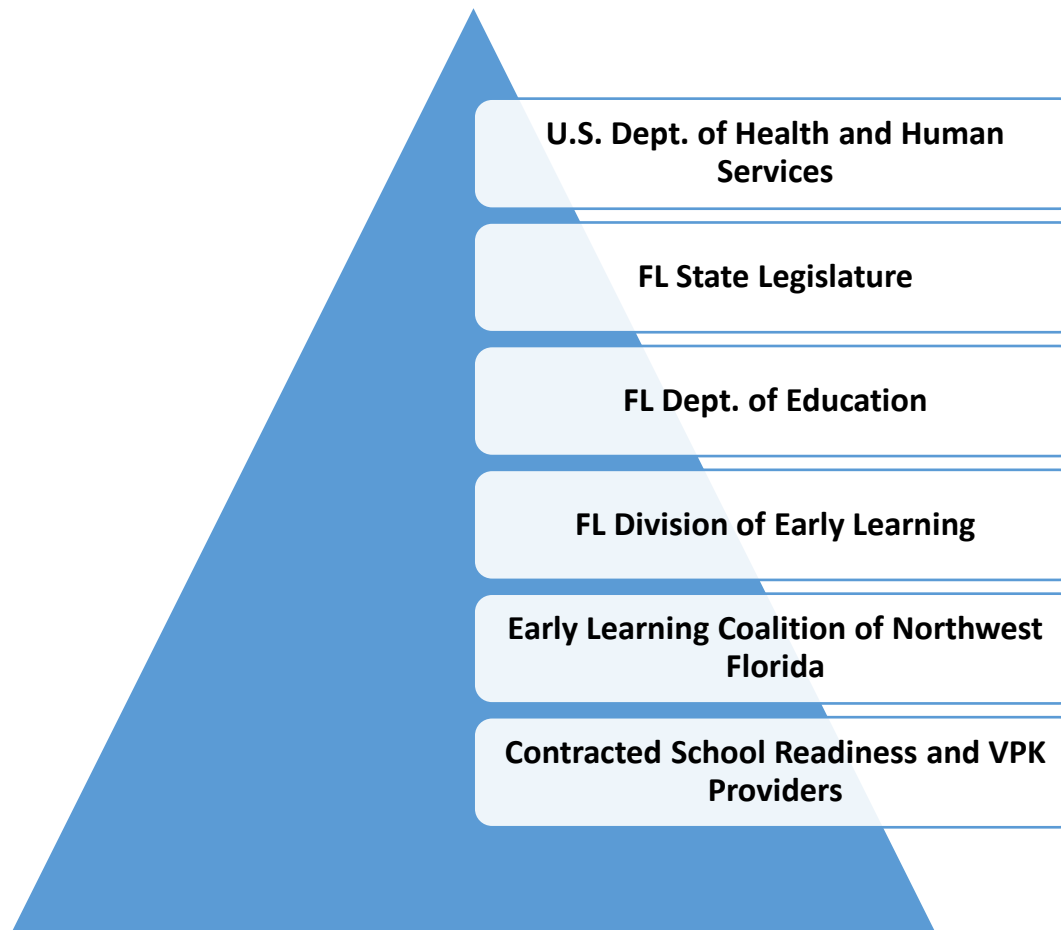 U.S. Dept. of Health and Human
Services
FL State Legislature
FL Dept. of Education
FL Division of Early Learning
Early Learning Coalition of Northwest
Florida
Contracted School Readiness and VPK
Providers